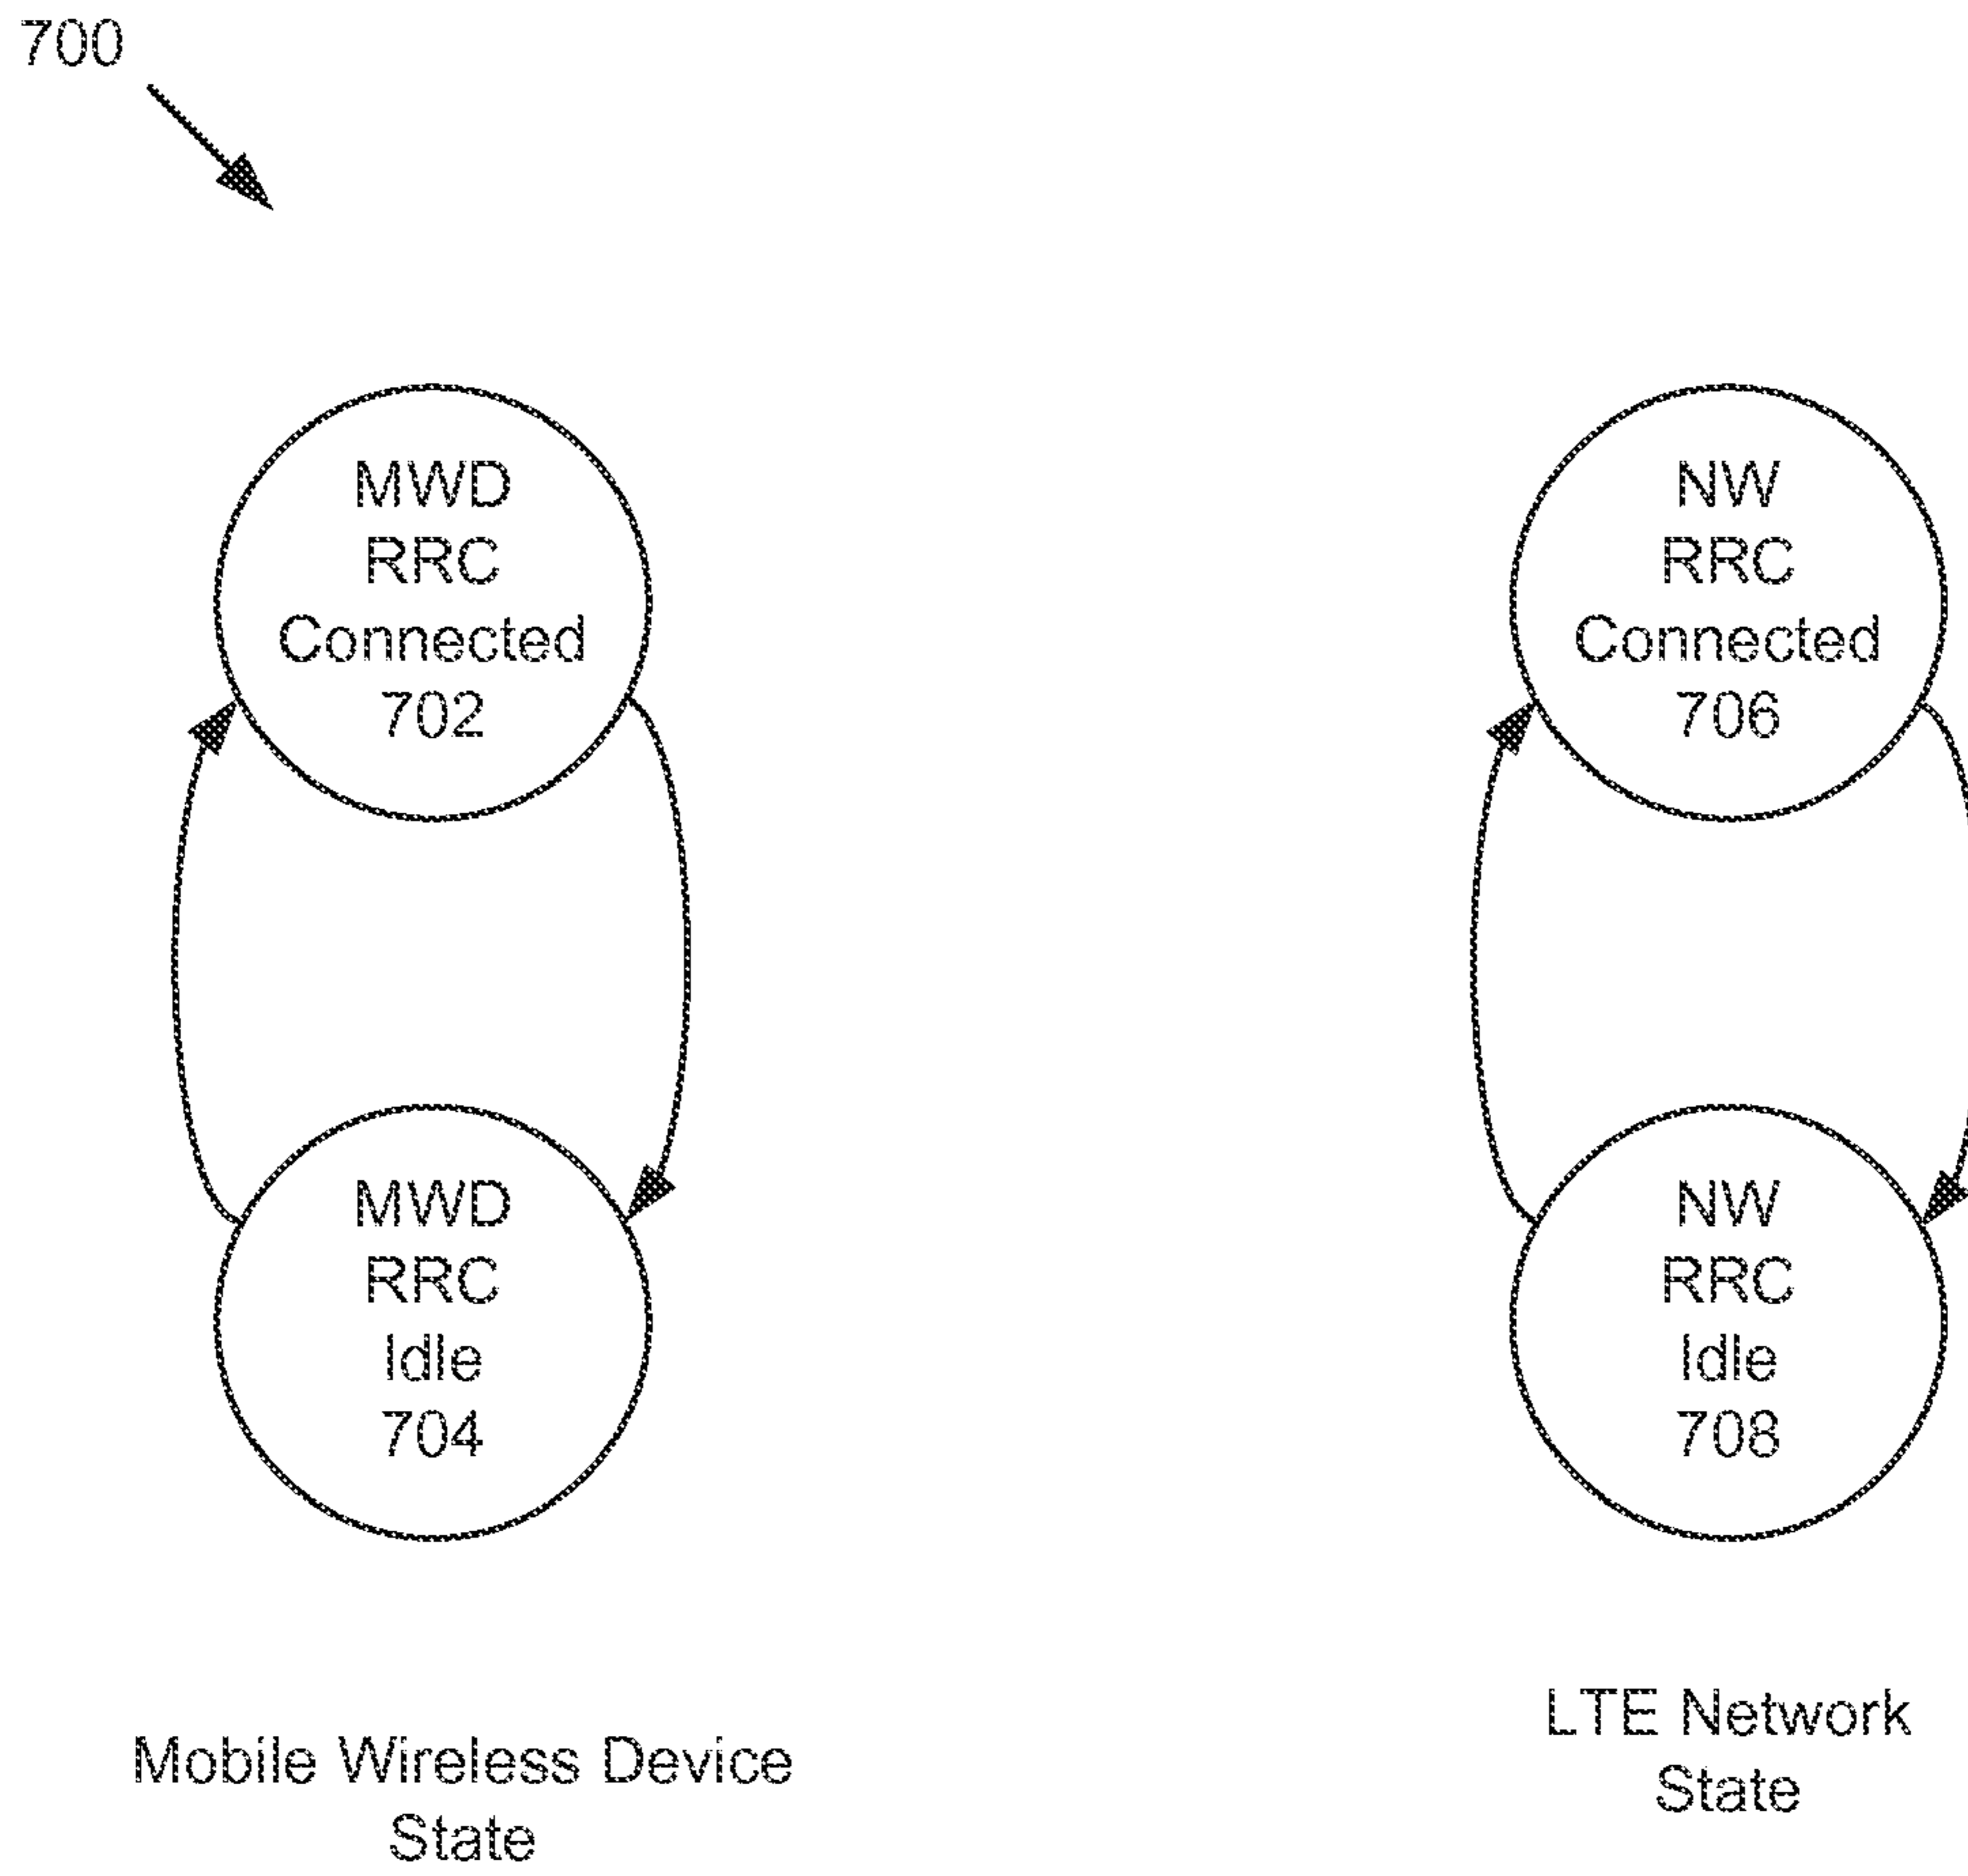 700
MWD
RRC
Connected
702
NW
RRC
Connected
706
MWD
RRC
Idle
704
NW
RRC
Idle
708
Mobile Wireless Device
State
LTE Network
State